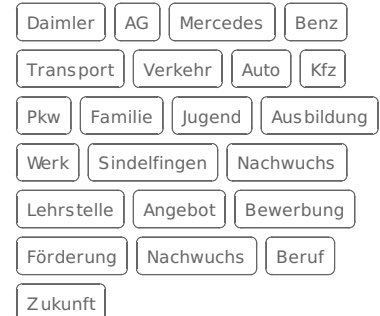 Daimler AG Mercedes Benz
Transport Verkehr Auto Kfz
Pkw Familie Jugend Ausbildung
Werk Sindelfingen Nachwuchs
Lehrstelle Angebot Bewerbung
Förderung Nachwuchs Beruf
Zukunft